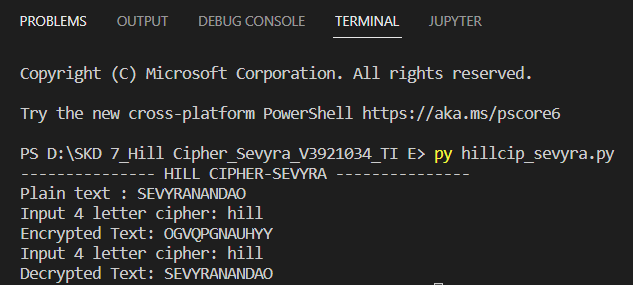 PROBLEMS OUTPUT DEBUG CONSOLE TERMINAL JUPYTER
Copyright (C) Microsoft Corporation. All rights reserved.
Try the new cross-platform PowerShell https://aka.ms/pscore6
PS D:\SKD 7_Hill Cipher_Sevyra_V3921034_TI E> py hillcip_sevyra.py
--------------- HILL CIPHER-SEVYRA ---------------
Plain text : SEVYRANANDAO
Input 4 letter cipher: hill
Encrypted Text: OGVQPGNAUHYY
Input 4 letter cipher: hill
Decrypted Text: SEVYRANANDAO